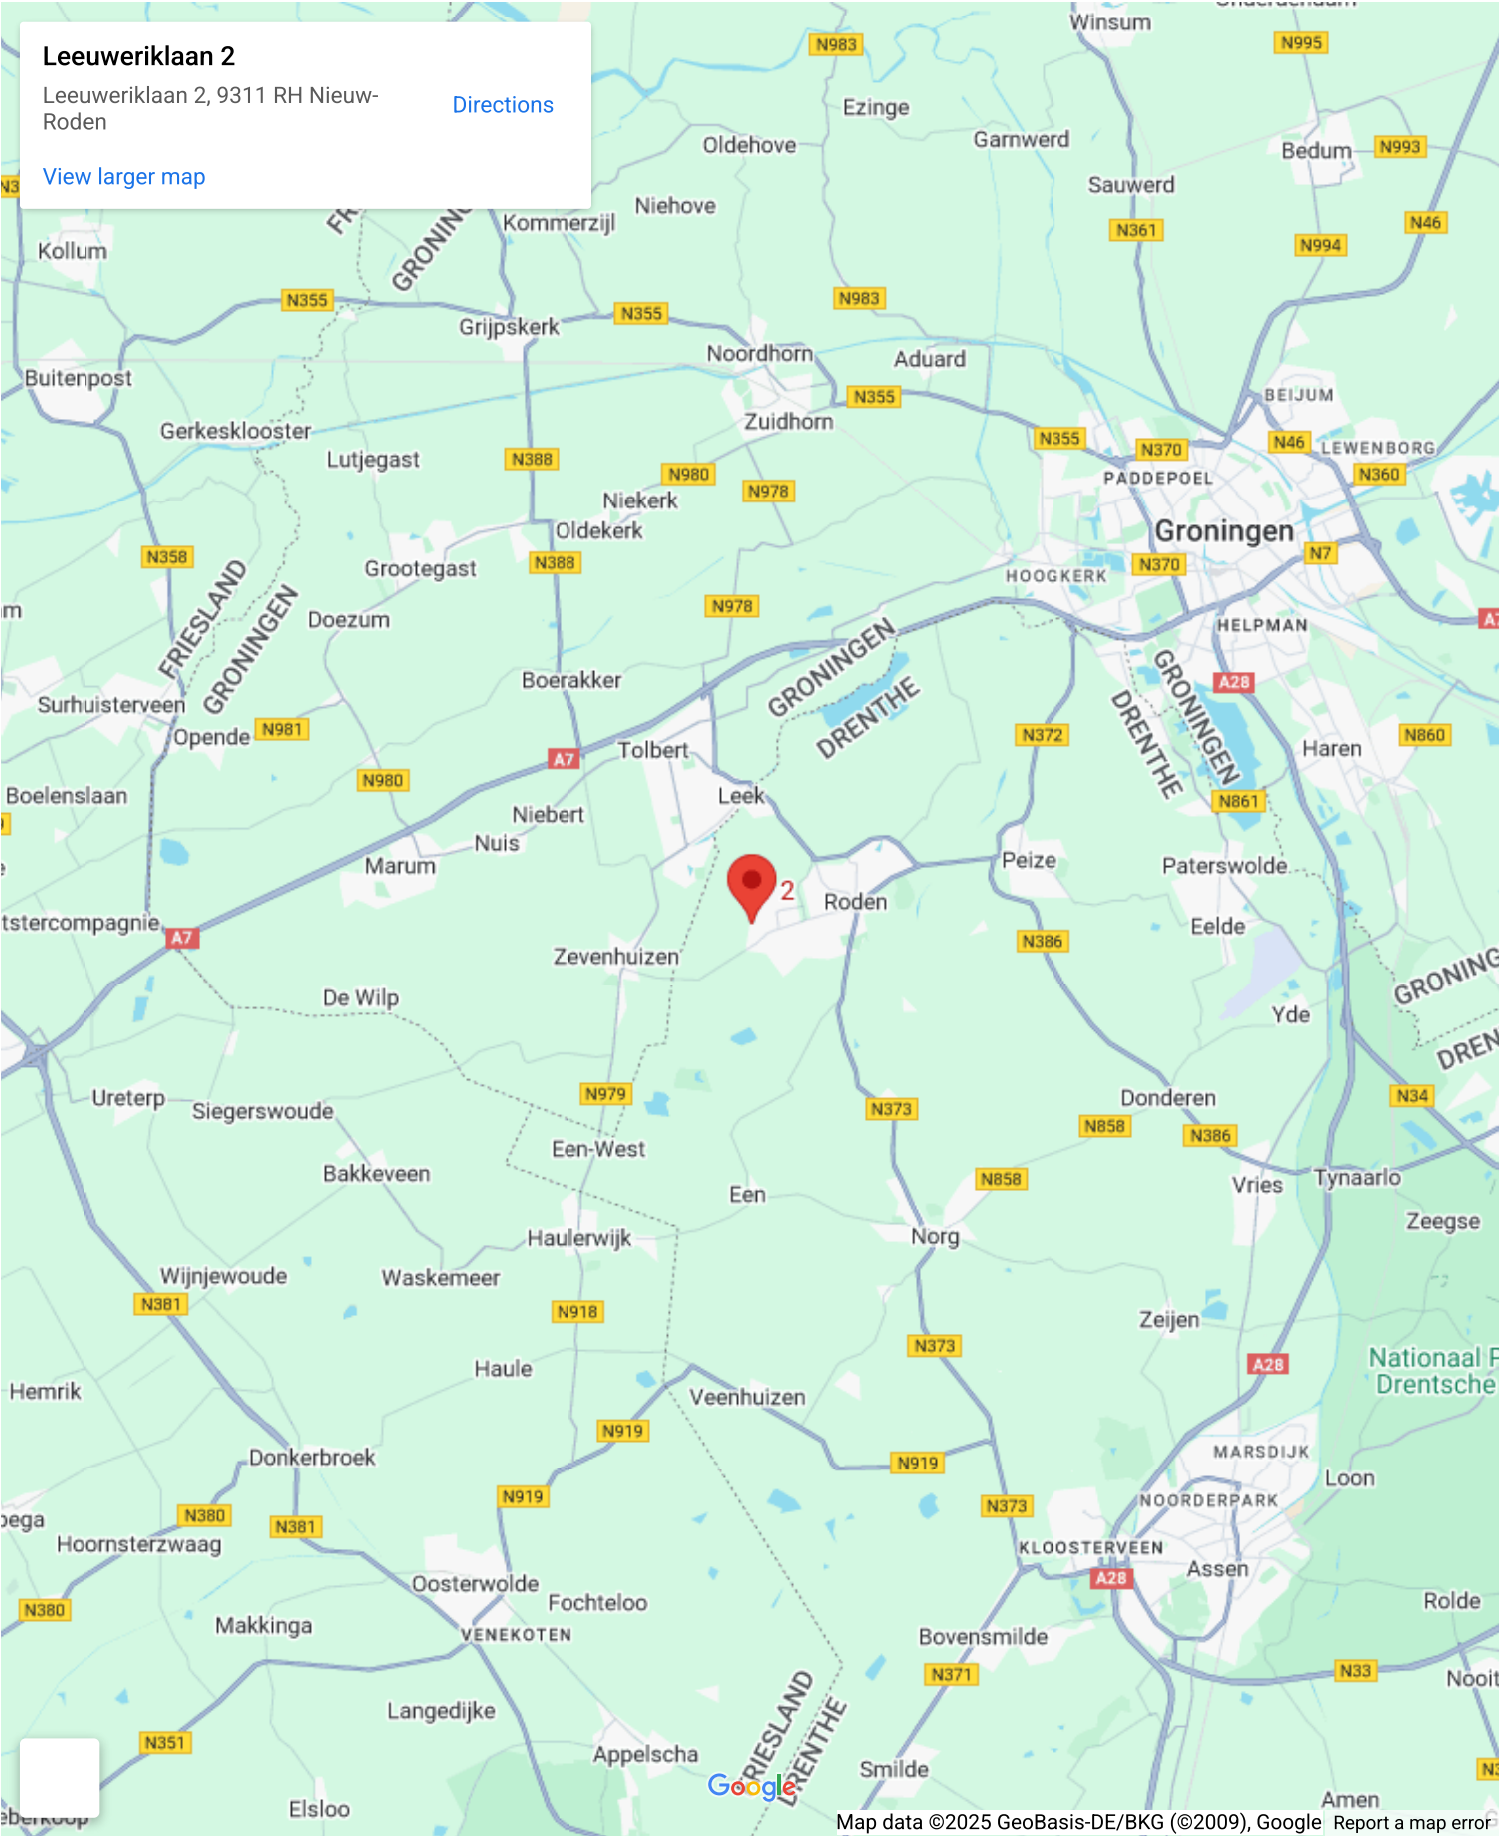 Leeuweriklaan 2
Leeuweriklaan 2, 9311 RH Nieuw-
Roden
Directions
View larger map
Winsum
N983
N995
Ezinge
Garnwerd
Oldehove
Bedum
N993
Sauwerd
Niehove
Kommerzijl
GRONING
N361
N46
N994
Kollum
N355
N355
N983
Grijpskerk
Noordhorn
Aduard
Buitenpost
N355
BEIJUM
Zuidhorn
Gerkesklooster
N355
N370
N46
LEWENBORG
Lutjegast
N388
N980
N978
PADDEPOEL
N360
Niekerk
Oldekerk
Groningen
N358
N388
N370
N7
Grootegast
HOOGKERK
N978
Doezum
HELPMAN
FRIESLAND
GRONINGEN
GRONINGEN
DRENTHE
Boerakker
A28
GRONINGEN
DRENTHE
Surhuisterveen
Opende
N981
N372
N860
Haren
Tolbert
A7
N980
Boelenslaan
Leek
N861
Niebert
Nuis
Marum
Peize
Paterswolde
2
Roden
tstercompagnie
A7
Eelde
N386
Zevenhuizen
De Wilp
GRONING
Yde
DREN
Ureterp
Siegerswoude
N979
N373
Donderen
N34
N858
N386
Een-West
Bakkeveen
N858
Tynaarlo
Vries
Een
Zeegse
Haulerwijk
Norg
Wijnjewoude
Waskemeer
N381
N918
Zeijen
N373
Haule
A28
Nationaal P
Drentsche
Hemrik
Veenhuizen
N919
Donkerbroek
N919
MARSDIJK
Loon
N919
N373
NOORDERPARK
N380
N381
Hoornsterzwaag
KLOOSTERVEEN
Assen
A28
Oosterwolde
Fochteloo
N380
Rolde
Makkinga
VENEKOTEN
Bovensmilde
N371
N33
Nooit
Langedijke
FRIESLAND
DRENTHE
N351
Appelscha
Smilde
Google
Elsloo
Amen
Map data ©2025 GeoBasis-DE/BKG (©2009), Google
Report a map error